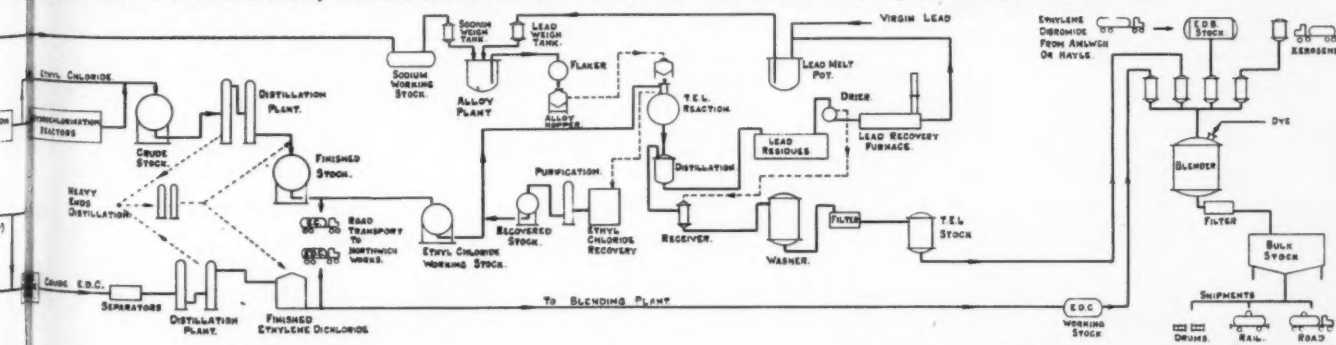 ETHYL CHLORIDE.
HYDROCHLORINATION
REACTORS
CRUDE
STOCK.
DISTILLATION
PLANT.
FINISHED
STOCK.
HEAVY
ENDS
DISTILLATION
ROAD
TRANSPORT
TO
NORTHWICH
WORKS.
CRUDE E.D.C.
SEPARATORS
DISTILLATION
PLANT.
FINISHED
ETHYLENE DICHLORIDE
SODIUM
WORKING
STOCK.
SODIUM
WEIGH
TANK.
LEAD
WEIGH
TANK.
ALLOY
PLANT
FLAKER
ALLOY
HOPPER.
T.E.L.
REACTION.
DISTILLATION
ETHYL CHLORIDE
WORKING STOCK.
RECOVERED
STOCK.
PURIFICATION.
ETHYL
CHLORIDE
RECOVERY
RECEIVER.
LEAD
RESIDUES.
DRIER.
LEAD RECOVERY
FURNACE.
LEAD MELT
POT.
VIRGIN LEAD
WASHER.
FILTER
T.E.L
STOCK
TO BLENDING PLANT
E.D.C
WORKING
STOCK
ETHYLENE
DIBROMIDE
FROM AMLWCH
OR HAYLE.
E.D.B.
STOCK.
KEROSENE
DYE
BLENDER
FILTER
BULK
STOCK
SHIPMENTS
DRUMS.
RAIL.
ROAD